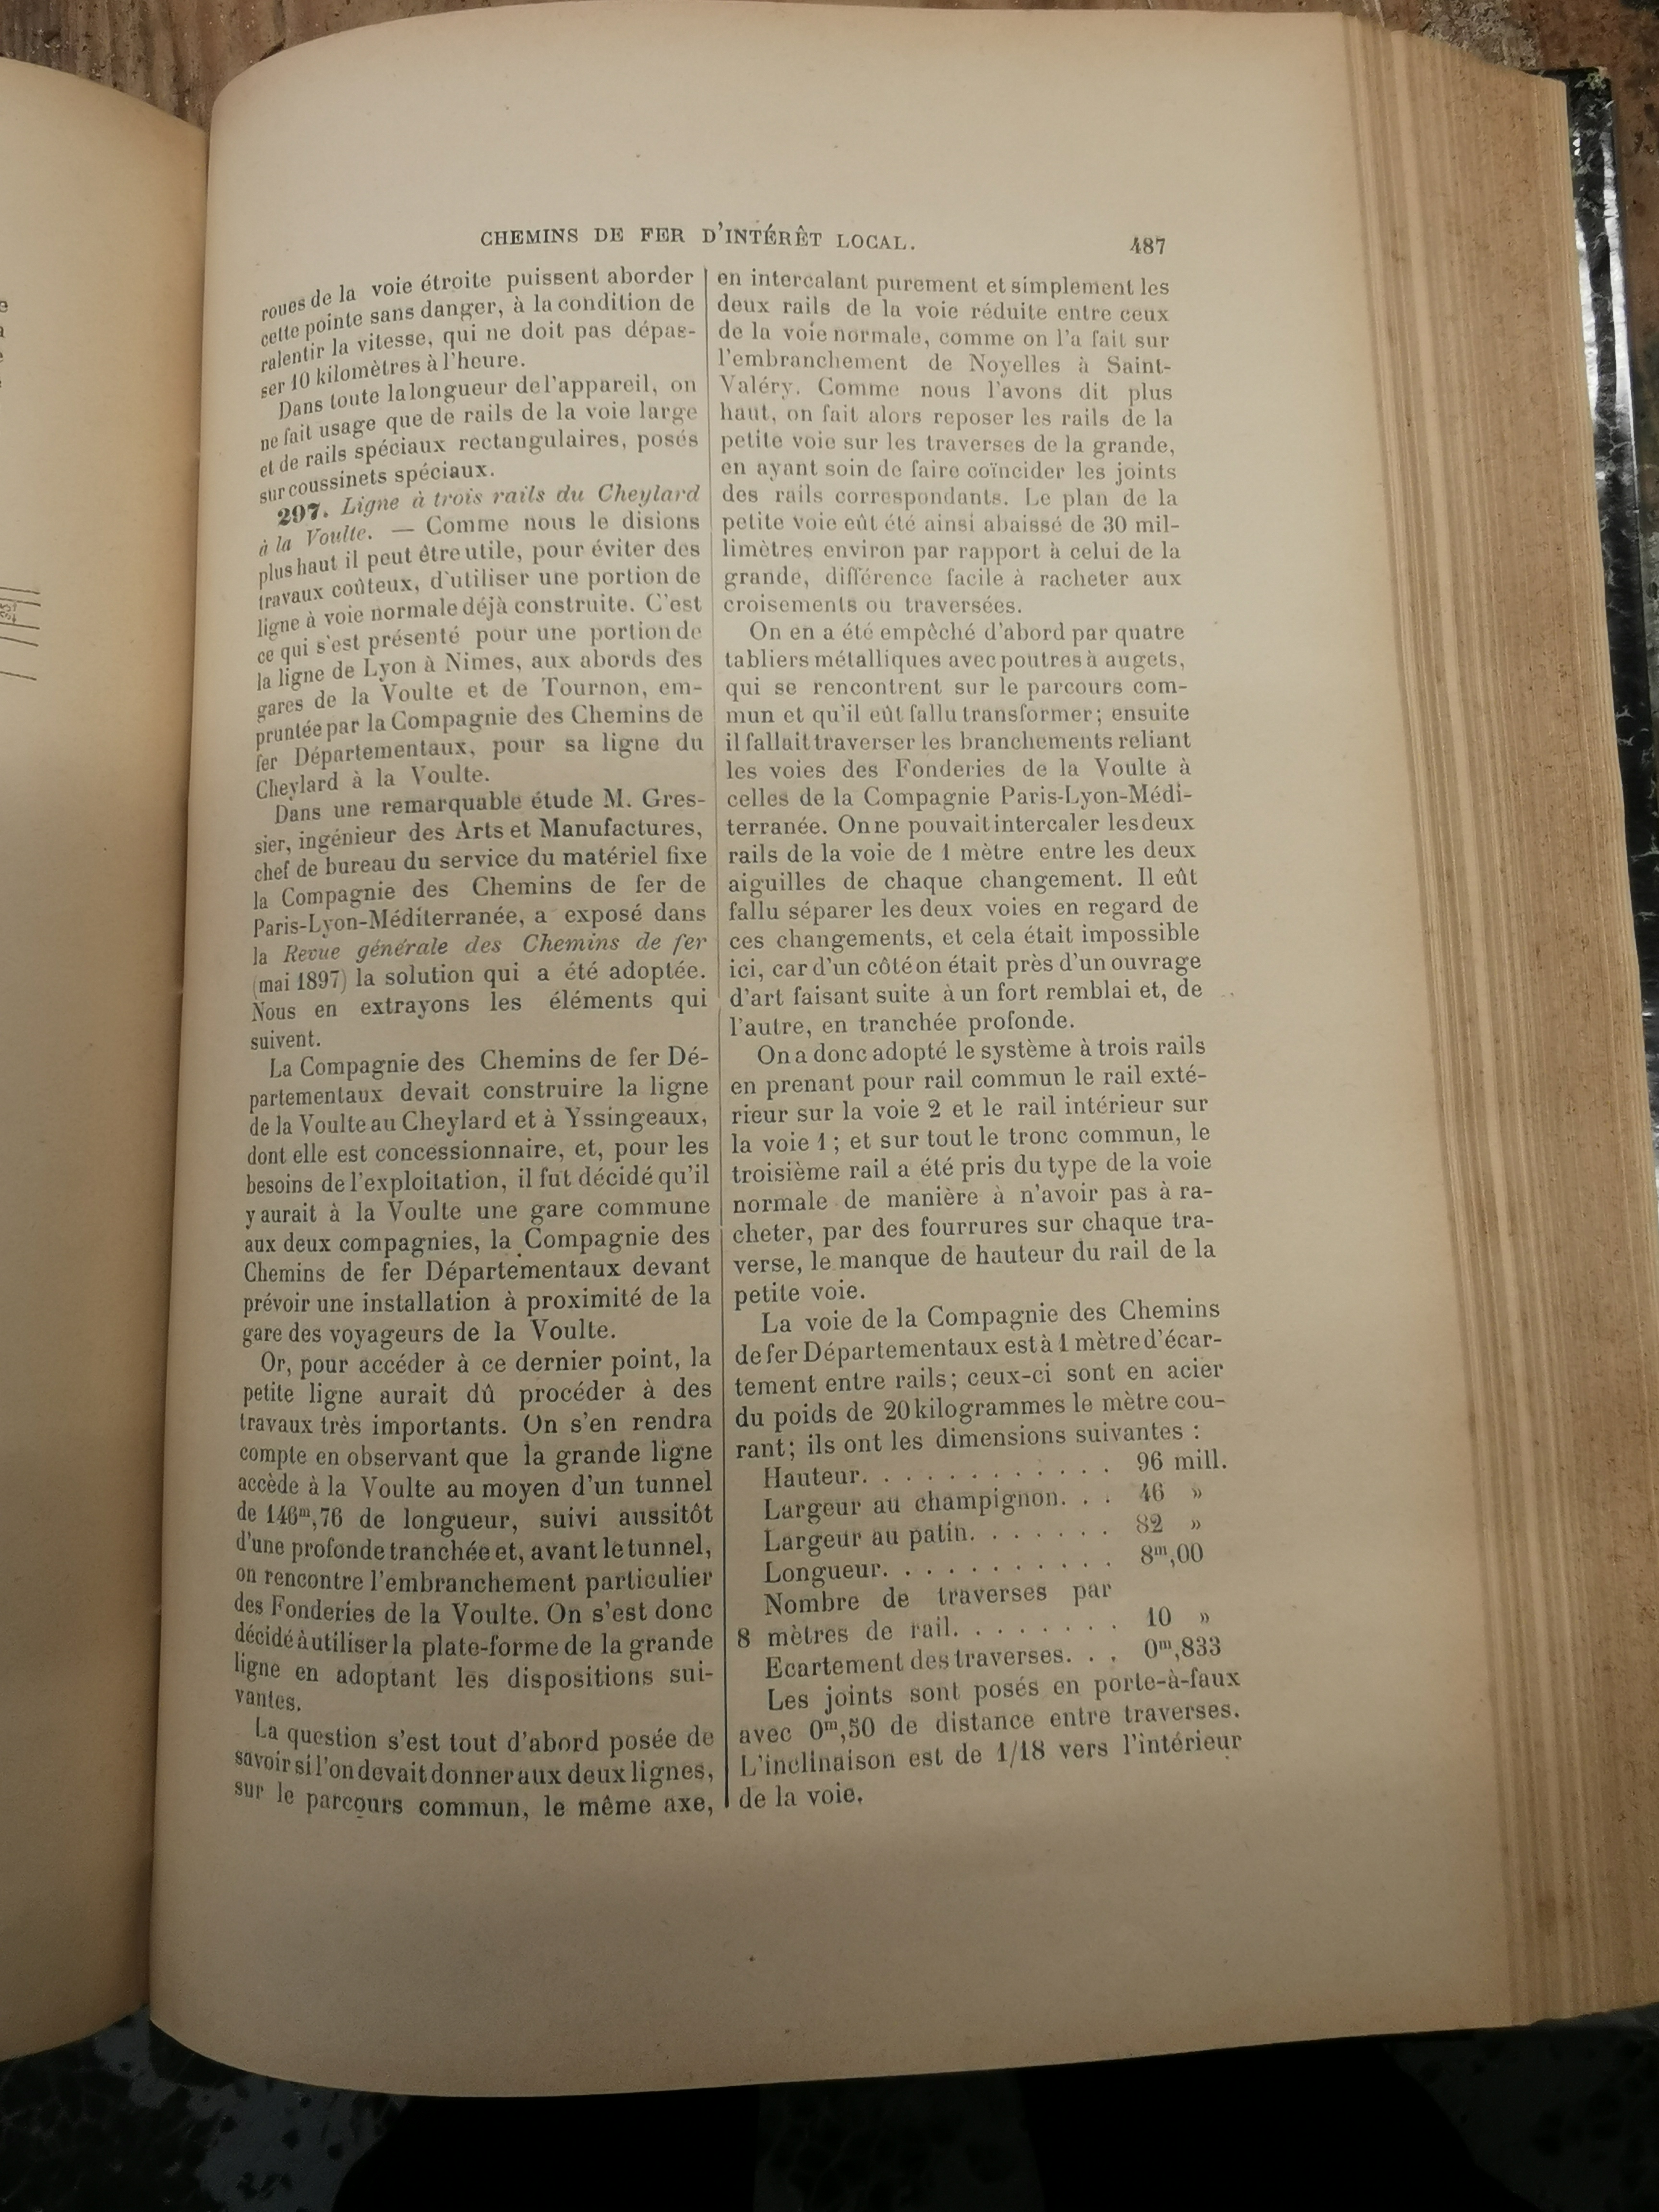 CHEMINS DE FER D'INTÉRÊT LOCAL.
487
roues de la voie étroite puissent aborder
cette pointe sans danger, à la condition de
ralentir la vitesse, qui ne doit pas dépas-
ser 10 kilomètres à l'heure.
Dans toute la longueur de l'appareil, on
ne fait usage que de rails de la voie large
et de rails spéciaux rectangulaires, posés
sur coussinets spéciaux.
297. Ligne à trois rails du Cheylard
à la Voulte. — Comme nous le disions
plus haut il peut être utile, pour éviter des
travaux coûteux, d'utiliser une portion de
ligne à voie normale déjà construite. C'est
ce qui s'est présenté pour une portion de
la ligne de Lyon à Nimes, aux abords des
gares de la Voulte et de Tournon, em-
pruntée par la Compagnie des Chemins de
fer Départementaux, pour sa ligne du
Cheylard à la Voulte.
Dans une remarquable étude M. Gres-
sier, ingénieur des Arts et Manufactures,
chef de bureau du service du matériel fixe
la Compagnie des Chemins de fer de
Paris-Lyon-Méditerranée, a exposé dans
la Revue générale des Chemins de fer
(mai 1897) la solution qui a été adoptée.
Nous en extrayons les éléments qui
suivent.
La Compagnie des Chemins de fer Dé-
partementaux devait construire la ligne
de la Voulte au Cheylard et à Yssingeaux,
dont elle est concessionnaire, et, pour les
besoins de l'exploitation, il fut décidé qu'il
y aurait à la Voulte une gare commune
aux deux compagnies, la Compagnie des
Chemins de fer Départementaux devant
prévoir une installation à proximité de la
gare des voyageurs de la Voulte.
Or, pour accéder à ce dernier point, la
petite ligne aurait dû procéder à des
travaux très importants. On s'en rendra
compte en observant que la grande ligne
accède à la Voulte au moyen d'un tunnel
de 146m,76 de longueur, suivi aussitôt
d'une profonde tranchée et, avant le tunnel,
on rencontre l'embranchement particulier
des Fonderies de la Voulte. On s'est donc
décidé à utiliser la plate-forme de la grande
ligne en adoptant les dispositions sui-
vantes.
La question s'est tout d'abord posée de
savoir si l'on devait donner aux deux lignes,
sur le parcours commun, le même axe,
en intercalant purement et simplement les
deux rails de la voie réduite entre ceux
de la voie normale, comme on l'a fait sur
l'embranchement de Noyelles à Saint-
Valéry. Comme nous l'avons dit plus
haut, on fait alors reposer les rails de la
petite voie sur les traverses de la grande,
en ayant soin de faire coïncider les joints
des rails correspondants. Le plan de la
petite voie eût été ainsi abaissé de 30 mil-
limètres environ par rapport à celui de la
grande, différence facile à racheter aux
croisements ou traversées.
On en a été empêché d'abord par quatre
tabliers métalliques avec poutres à augets,
qui se rencontrent sur le parcours com-
mun et qu'il eût fallu transformer; ensuite
il fallait traverser les branchements reliant
les voies des Fonderies de la Voulte à
celles de la Compagnie Paris-Lyon-Médi-
terranée. On ne pouvait intercaler les deux
rails de la voie de 1 mètre entre les deux
aiguilles de chaque changement. Il eût
fallu séparer les deux voies en regard de
ces changements, et cela était impossible
ici, car d'un côté on était près d'un ouvrage
d'art faisant suite à un fort remblai et, de
l'autre, en tranchée profonde.
On a donc adopté le système à trois rails
en prenant pour rail commun le rail exté-
rieur sur la voie 2 et le rail intérieur sur
la voie 1 ; et sur tout le tronc commun, le
troisième rail a été pris du type de la voie
normale de manière à n'avoir pas à ra-
cheter, par des fourrures sur chaque tra-
verse, le manque de hauteur du rail de la
petite voie.
La voie de la Compagnie des Chemins
de fer Départementaux est à 1 mètre d'écar-
tement entre rails; ceux-ci sont en acier
du poids de 20 kilogrammes le mètre cou-
rant; ils ont les dimensions suivantes :
Hauteur. . . . . . . . . . . . 96 mill.
Largeur au champignon. . . 46 »
Largeur au patin. . . . . . . 82 »
Longueur. . . . . . . . . . . 8m,00
Nombre de traverses par
8 mètres de rail. . . . . . . . 10 »
Ecartement des traverses. . . 0m,833
Les joints sont posés en porte-à-faux
avec 0m,50 de distance entre traverses.
L'inclinaison est de 1/18 vers l'intérieur
de la voie.